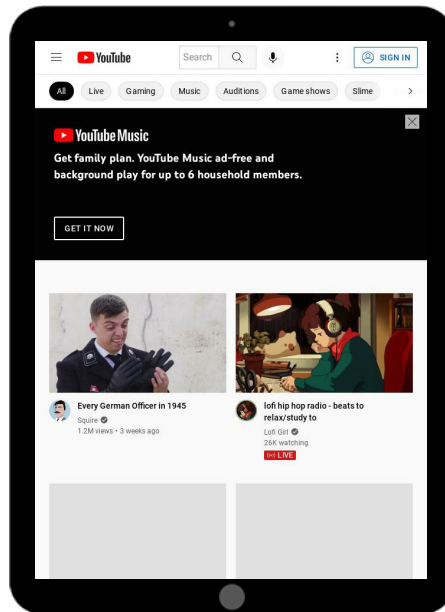 YouTube
Search
SIGN IN
All
Live
Gaming
Music
Auditions
Game shows
Slime
YouTube Music
Get family plan. YouTube Music ad-free and
background play for up to 6 household members.
GET IT NOW
Every German Officer in 1945
Squire
1.2M views • 3 weeks ago
lofi hip hop radio - beats to
relax/study to
Lofi Girl
26K watching
LIVE